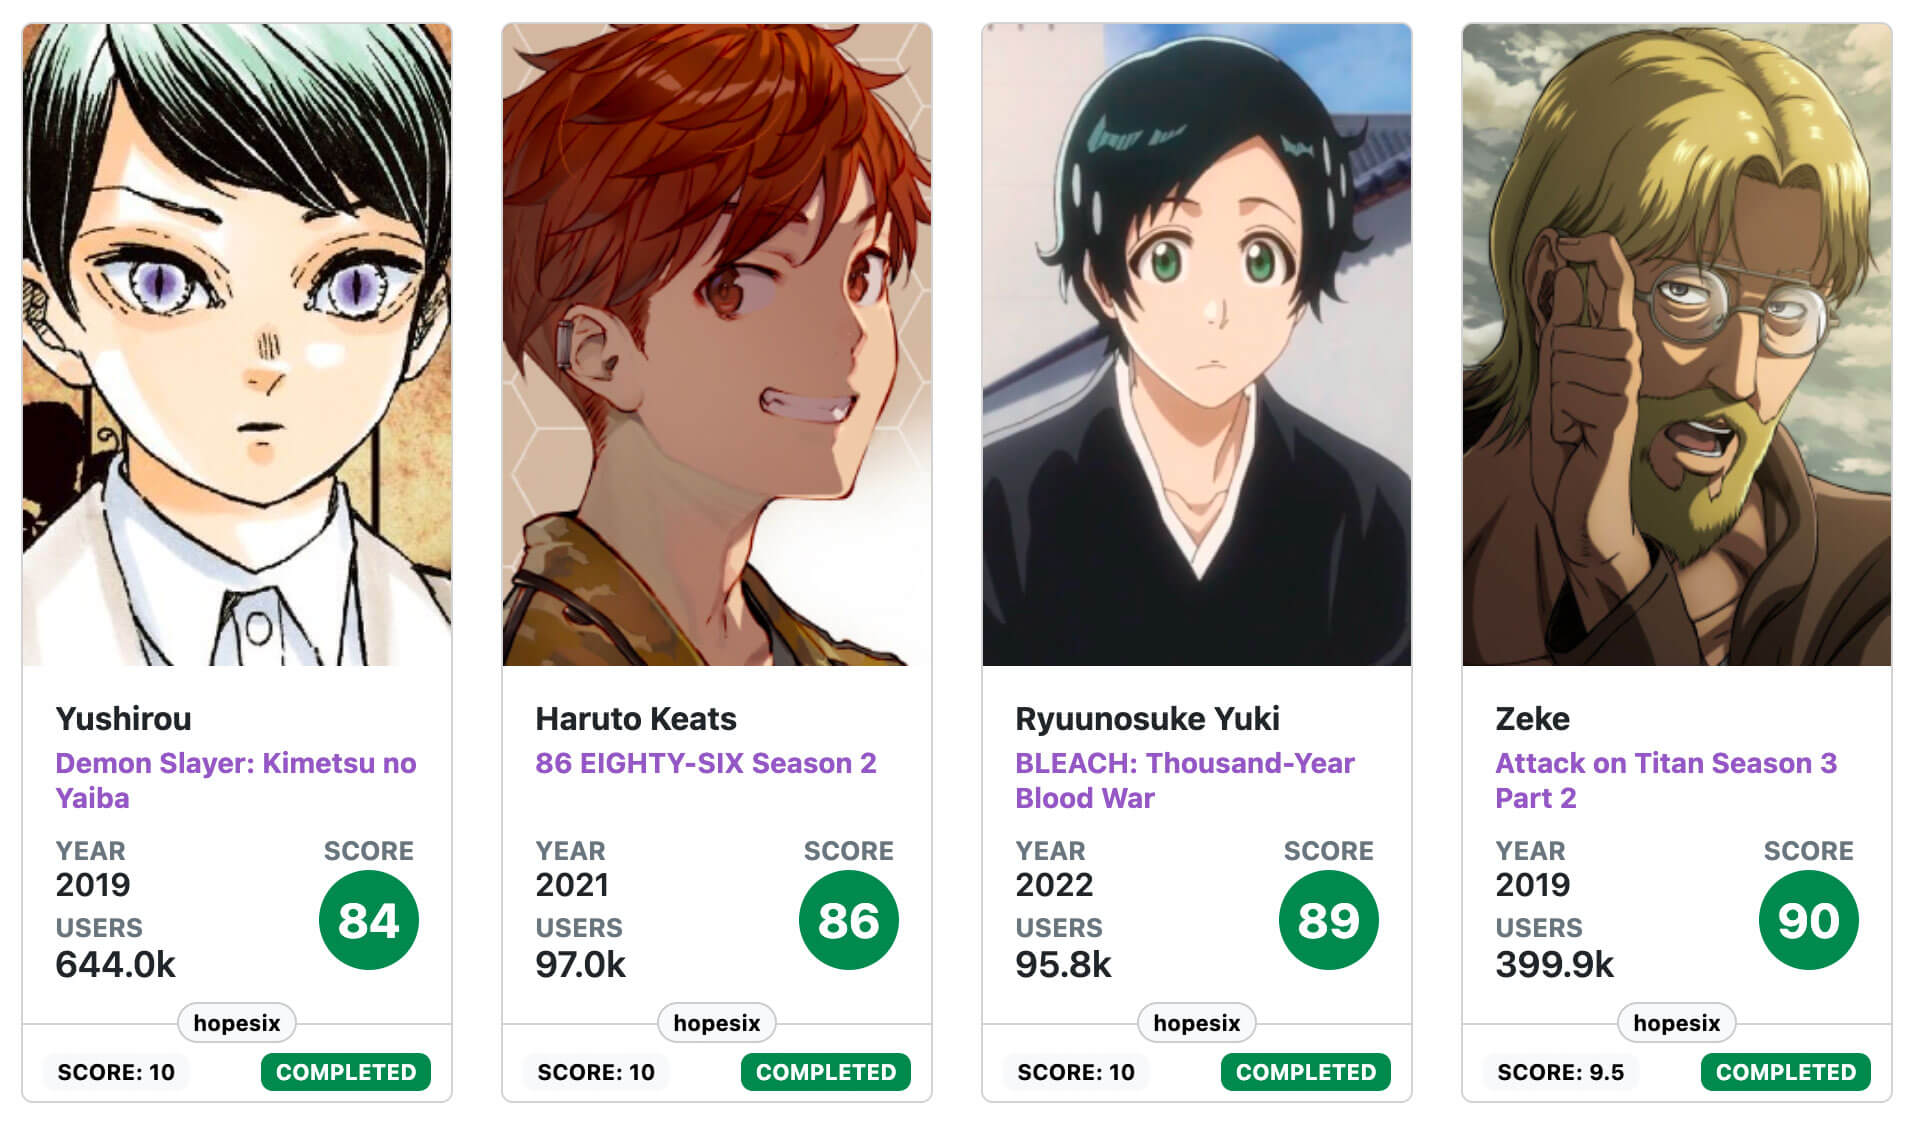 Yushirou
Demon Slayer: Kimetsu no
Yaiba
YEAR
2019
USERS
644.0k
SCORE
84
hopesix
SCORE: 10
COMPLETED
Haruto Keats
86 EIGHTY-SIX Season 2
YEAR
2021
USERS
97.0k
SCORE
86
hopesix
SCORE: 10
COMPLETED
Ryuunosuke Yuki
BLEACH: Thousand-Year
Blood War
YEAR
2022
USERS
95.8k
SCORE
89
hopesix
SCORE: 10
COMPLETED
Zeke
Attack on Titan Season 3
Part 2
YEAR
2019
USERS
399.9k
SCORE
90
hopesix
SCORE: 9.5
COMPLETED